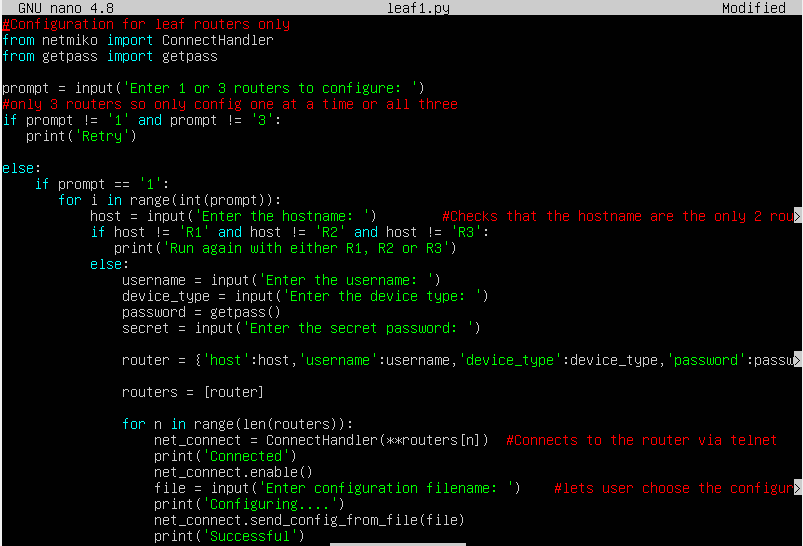 GNU nano 4.8 leaf1.py Modified
#Configuration for leaf routers only
from netmiko import ConnectHandler
from getpass import getpass
prompt = input('Enter 1 or 3 routers to configure: ')
#only 3 routers so only config one at a time or all three
if prompt != '1' and prompt != '3':
   print('Retry')
else:
    if prompt == '1':
       for i in range(int(prompt)):
           host = input('Enter the hostname: ')        #Checks that the hostname are the only 2 rou>
           if host != 'R1' and host != 'R2' and host != 'R3':
              print('Run again with either R1, R2 or R3')
           else:
               username = input('Enter the username: ')
               device_type = input('Enter the device type: ')
               password = getpass()
               secret = input('Enter the secret password: ')
               router = {'host':host,'username':username,'device_type':device_type,'password':passw>
               routers = [router]
               for n in range(len(routers)):
                   net_connect = ConnectHandler(**routers[n])  #Connects to the router via telnet
                   print('Connected')
                   net_connect.enable()
                   file = input('Enter configuration filename: ')    #lets user choose the configur>
                   print('Configuring....')
                   net_connect.send_config_from_file(file)
                   print('Successful')